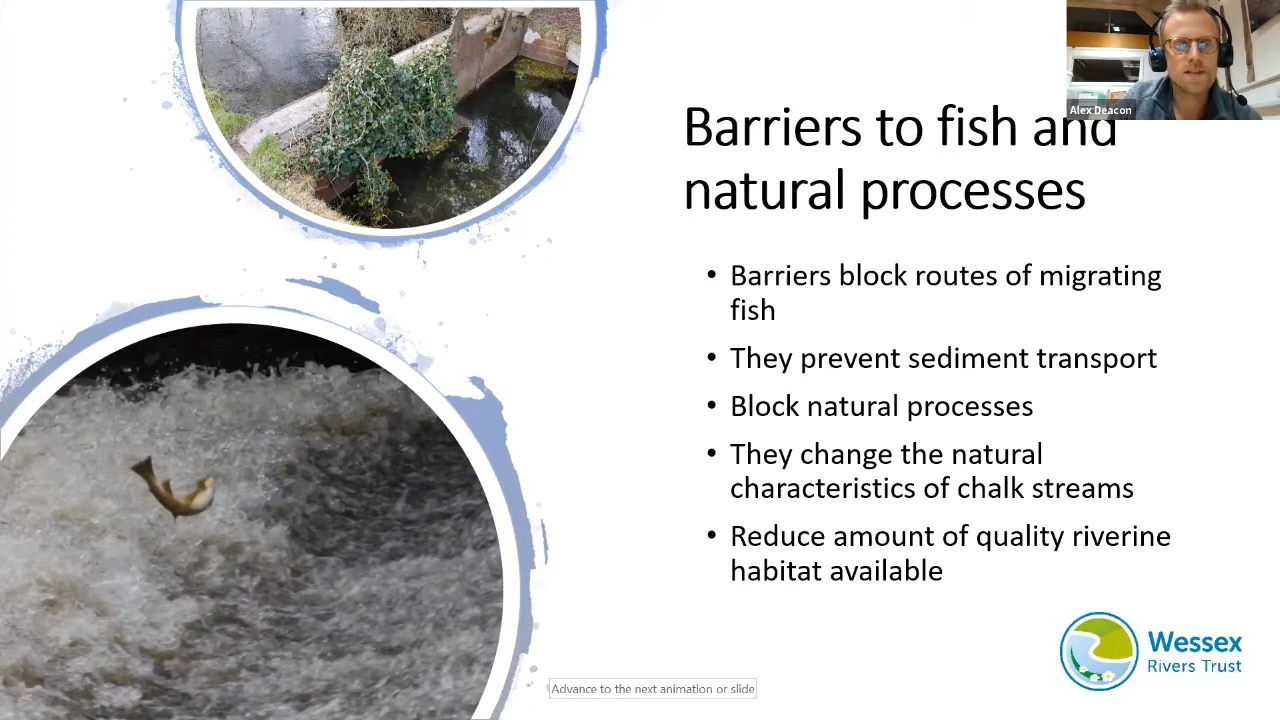 Alex Deacon
Barriers to fish and
natural processes
• Barriers block routes of migrating
fish
• They prevent sediment transport
• Block natural processes
• They change the natural
characteristics of chalk streams
• Reduce amount of quality riverine
habitat available
Wessex
Rivers Trust
Advance to the next animation or slide